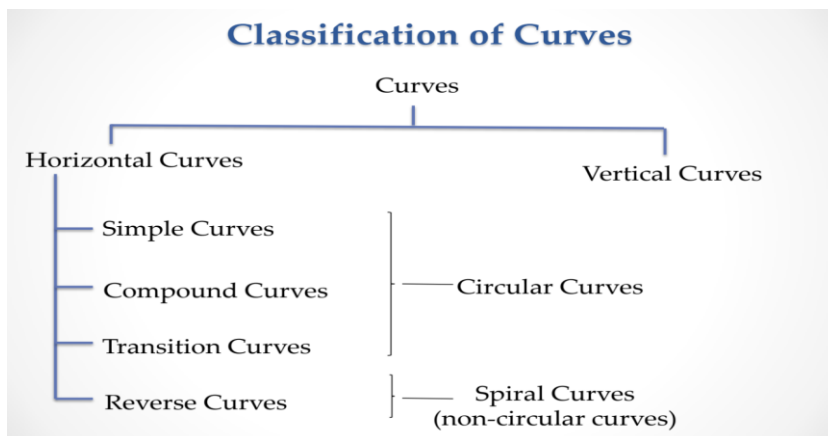 Classification of Curves
Curves
Horizontal Curves
Vertical Curves
Simple Curves
Compound Curves
Circular Curves
Transition Curves
Reverse Curves
Spiral Curves
(non-circular curves)